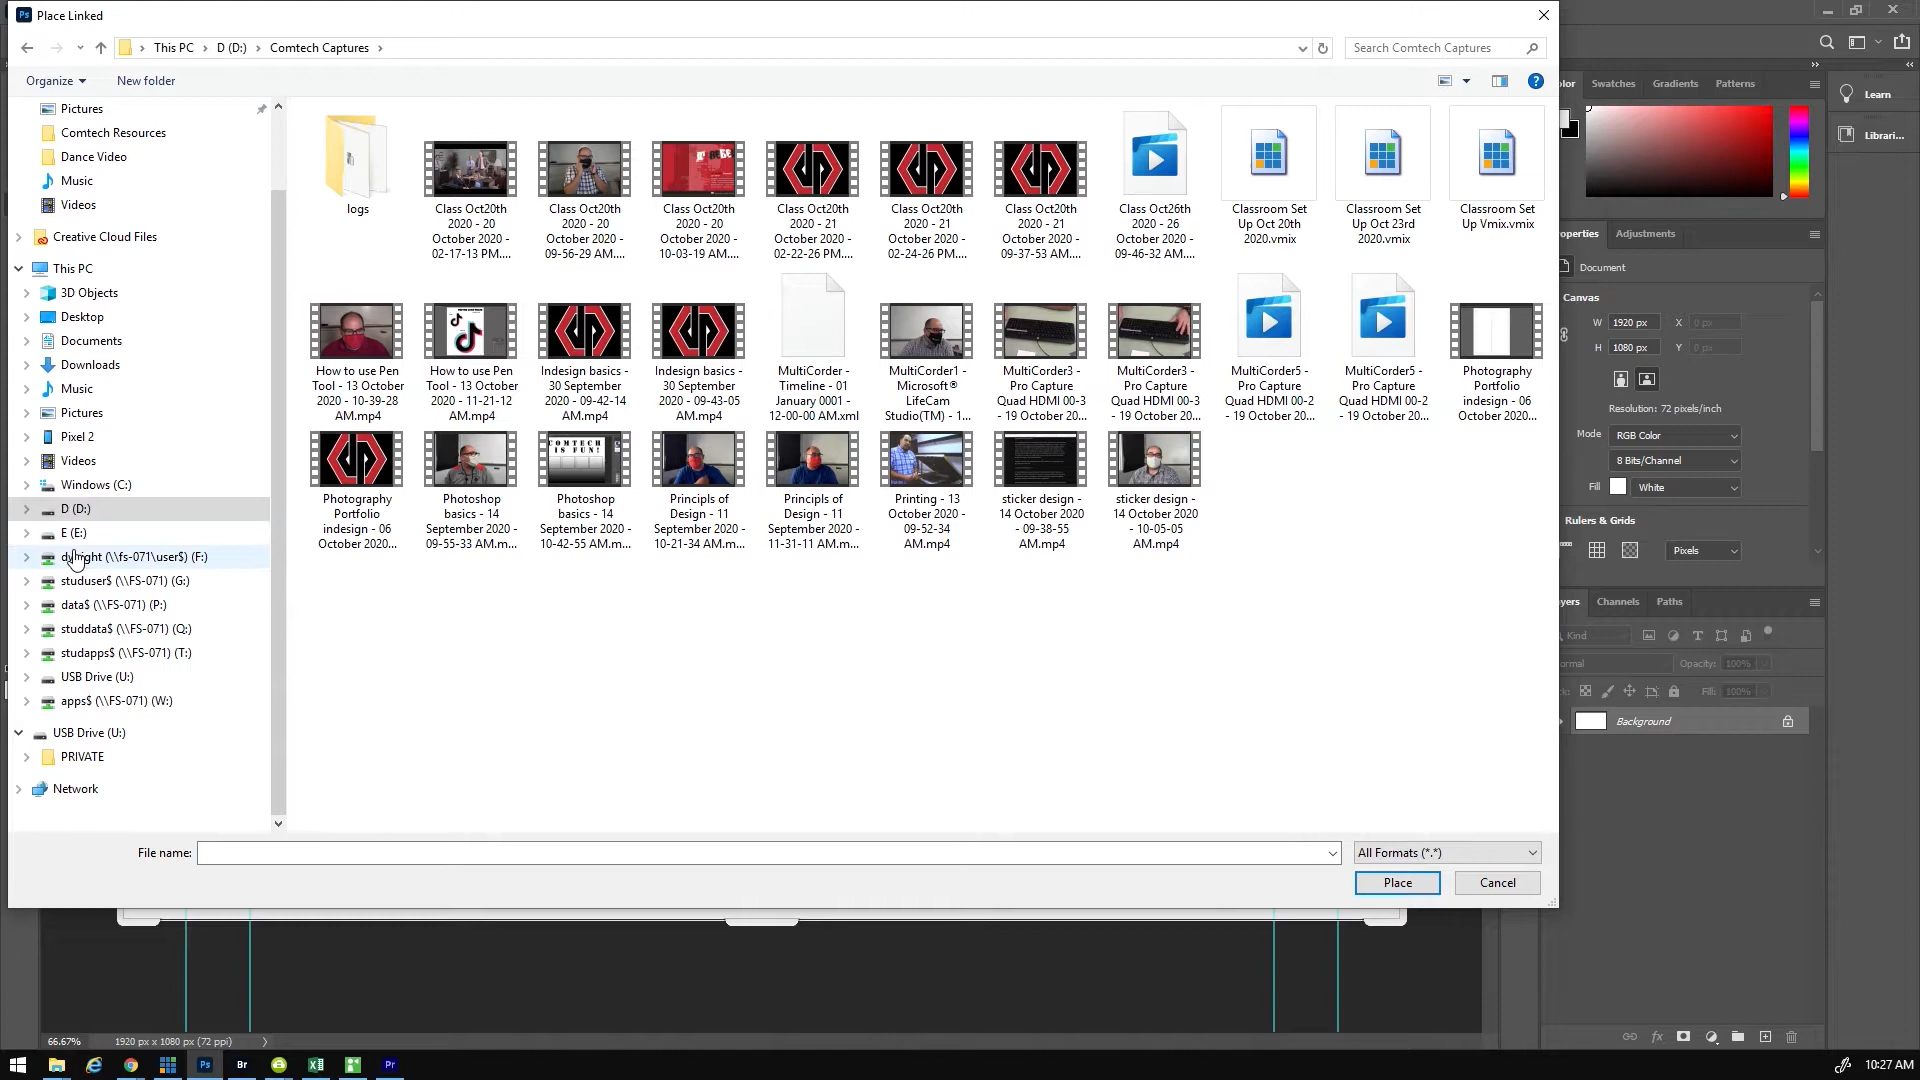 Place Linked
This PC > D (D:) > Comtech Captures >
Search Comtech Captures
Organize
New folder
Pictures
Comtech Resources
Dance Video
Music
Videos
Creative Cloud Files
This PC
3D Objects
Desktop
Documents
Downloads
Music
Pictures
Pixel 2
Videos
Windows (C:)
D (D:)
E (E:)
(\\fs-071\user$) (F:)
studuser$ (\\FS-071) (G:)
data$ (\\FS-071) (P:)
studdata$ (\\FS-071) (Q:)
studapps$ (\\FS-071) (T:)
USB Drive (U:)
apps$ (\\FS-071) (W:)
USB Drive (U:)
PRIVATE
Network
logs
Class Oct20th
2020 - 20
October 2020 -
02-17-13 PM....
Class Oct20th
2020 - 20
October 2020 -
09-56-29 AM....
Class Oct20th
2020 - 20
October 2020 -
10-03-19 AM....
Class Oct20th
2020 - 21
October 2020 -
02-22-26 PM....
Class Oct20th
2020 - 21
October 2020 -
02-24-26 PM....
Class Oct20th
2020 - 21
October 2020 -
09-37-53 AM....
Class Oct26th
2020 - 26
October 2020 -
09-46-32 AM....
Classroom Set
Up Oct 20th
2020.vmix
Classroom Set
Up Oct 23rd
2020.vmix
Classroom Set
Up Vmix.vmix
How to use Pen
Tool - 13 October
2020 - 10-39-28
AM.mp4
How to use Pen
Tool - 13 October
2020 - 11-21-12
AM.mp4
Indesign basics -
30 September
2020 - 09-42-14
AM.mp4
Indesign basics -
30 September
2020 - 09-43-05
AM.mp4
MultiCorder -
Timeline - 01
January 0001 -
12-00-00 AM.xml
MultiCorder1 -
Microsoft®
LifeCam
Studio(TM) - 1...
MultiCorder3 -
Pro Capture
Quad HDMI 00-3
- 19 October 20...
MultiCorder3 -
Pro Capture
Quad HDMI 00-3
- 19 October 20...
MultiCorder5 -
Pro Capture
Quad HDMI 00-2
- 19 October 20...
MultiCorder5 -
Pro Capture
Quad HDMI 00-2
- 19 October 20...
Photography
Portfolio
indesign - 06
October 2020...
COMTECH
IS FUN!
Photography
Portfolio
indesign - 06
October 2020...
Photoshop
basics - 14
September 2020 -
09-55-33 AM.m...
Photoshop
basics - 14
September 2020 -
10-42-55 AM.m...
Principls of
Design - 11
September 2020 -
10-21-34 AM.m...
Principls of
Design - 11
September 2020 -
11-31-11 AM.m...
Printing - 13
October 2020 -
09-52-34
AM.mp4
sticker design -
14 October 2020
- 09-38-55
AM.mp4
sticker design -
14 October 2020
- 10-05-05
AM.mp4
File name:
All Formats (*.*)
Place
Cancel
Swatches
Gradients
Patterns
Learn
Librari...
operties
Adjustments
Document
Canvas
W 1920 px X 0 px
H 1080 px Y 0 px
Resolution: 72 pixels/inch
Mode RGB Color
8 Bits/Channel
Fill White
Rulers & Grids
Pixels
yers
Channels
Paths
Kind
ormal
Opacity: 100%
Fill: 100%
Background
66.67%
1920 px x 1080 px (72 ppi)
Ps
Br
Pr
10:27 AM